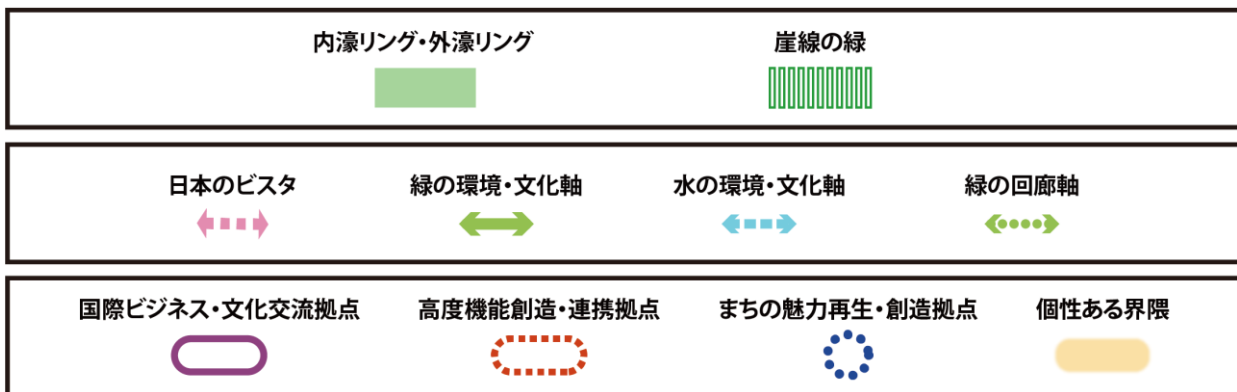 内濠リング・外濠リング 崖線の緑
日本のビスタ 緑の環境・文化軸 水の環境・文化軸 緑の回廊軸
国際ビジネス・文化交流拠点 高度機能創造・連携拠点 まちの魅力再生・創造拠点 個性ある界隈